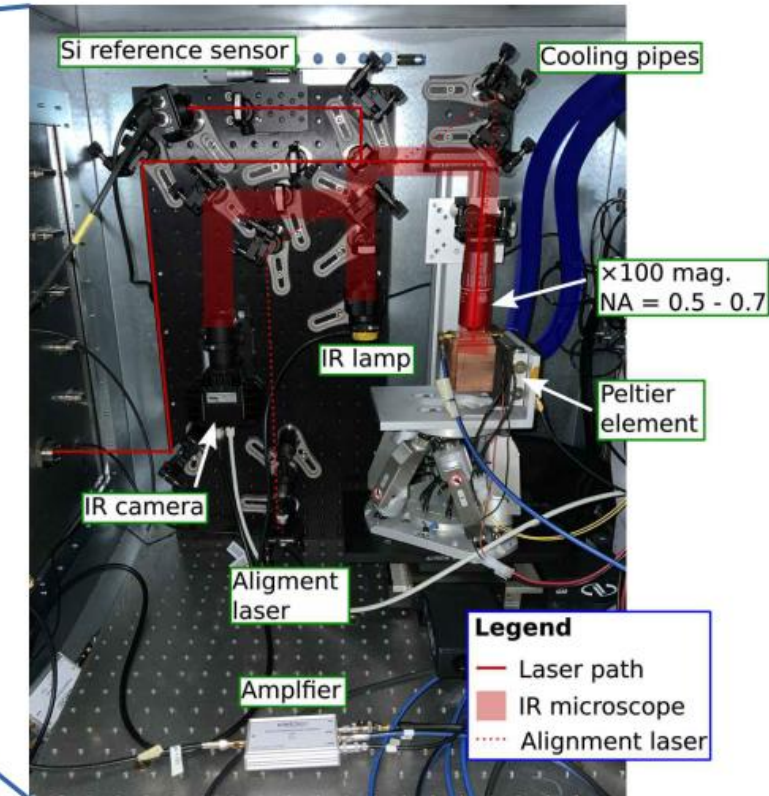 Si reference sensor
Cooling pipes
×100 mag.
NA = 0.5 - 0.7
IR lamp
Peltier
element
IR camera
Aligment
laser
Legend
Laser path
IR microscope
Alignment laser
Amplfier